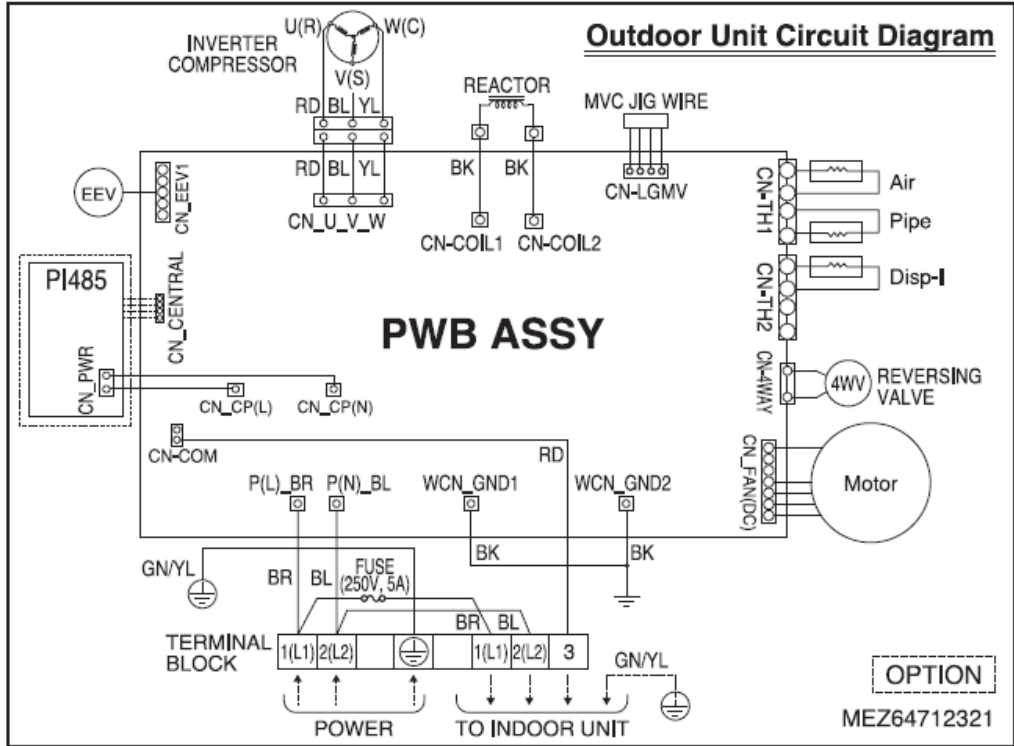 Outdoor Unit Circuit Diagram
U(R)
W(C)
INVERTER
COMPRESSOR
V(S)
RD BL YL
REACTOR
MVC JIG WIRE
RD BL YL
BK
BK
CN-LGMV
CN_U_V_W
CN-COIL1
CN-COIL2
EEV
CN_EEV1
CN-TH1
Air
Pipe
CN-TH2
Disp-I
PI485
CN_CENTRAL
PWB ASSY
CN_PWR
CN_CP(L)
CN_CP(N)
CN-4WAY
4WV
REVERSING
VALVE
CN-COM
RD
CN_FAN(DC)
Motor
P(L)_BR
P(N)_BL
WCN_GND1
WCN_GND2
BK
BK
GN/YL
BR
BL
FUSE
(250V, 5A)
BR
BL
TERMINAL
BLOCK
1(L1)
2(L2)
1(L1)
2(L2)
3
GN/YL
POWER
TO INDOOR UNIT
OPTION
MEZ64712321